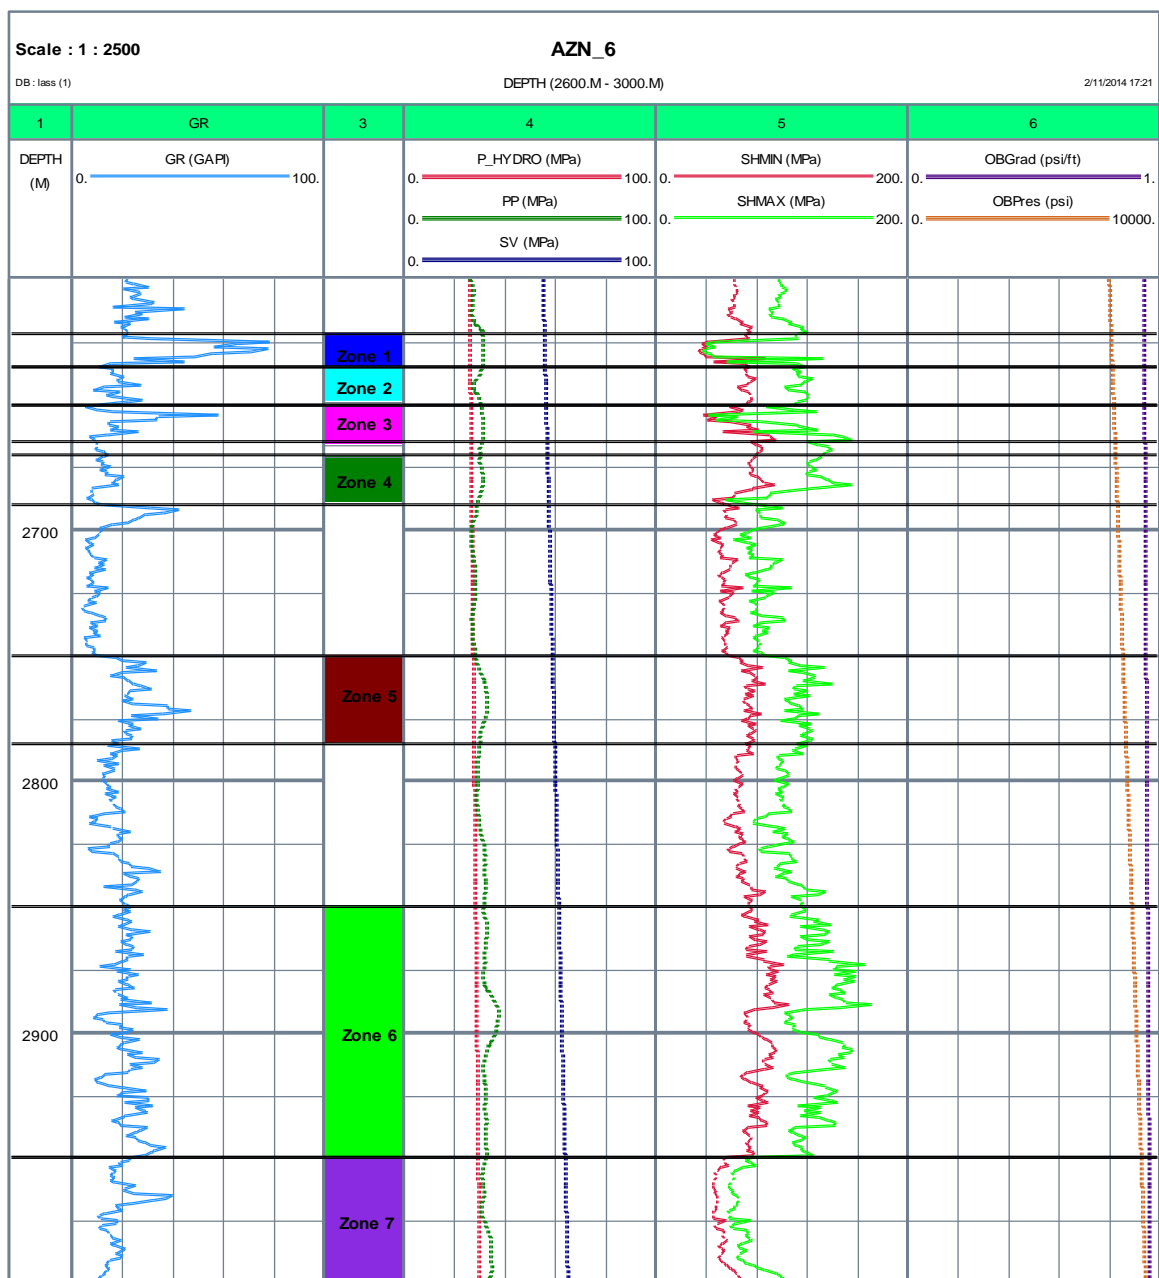 Scale : 1 : 2500
AZN_6
DB : lass (1)
DEPTH (2600.M - 3000.M)
2/11/2014 17:21
1 GR 3 4 5 6
DEPTH
(M)
GR (GAPI)
0. 100.
P_HYDRO (MPa)
0. 100.
PP (MPa)
0. 100.
SV (MPa)
0. 100.
SHMIN (MPa)
0. 200.
SHMAX (MPa)
0. 200.
OBGrad (psi/ft)
0. 1.
OBPres (psi)
0. 10000.
Zone 1
Zone 2
Zone 3
Zone 4
2700
Zone 5
2800
2900
Zone 6
Zone 7